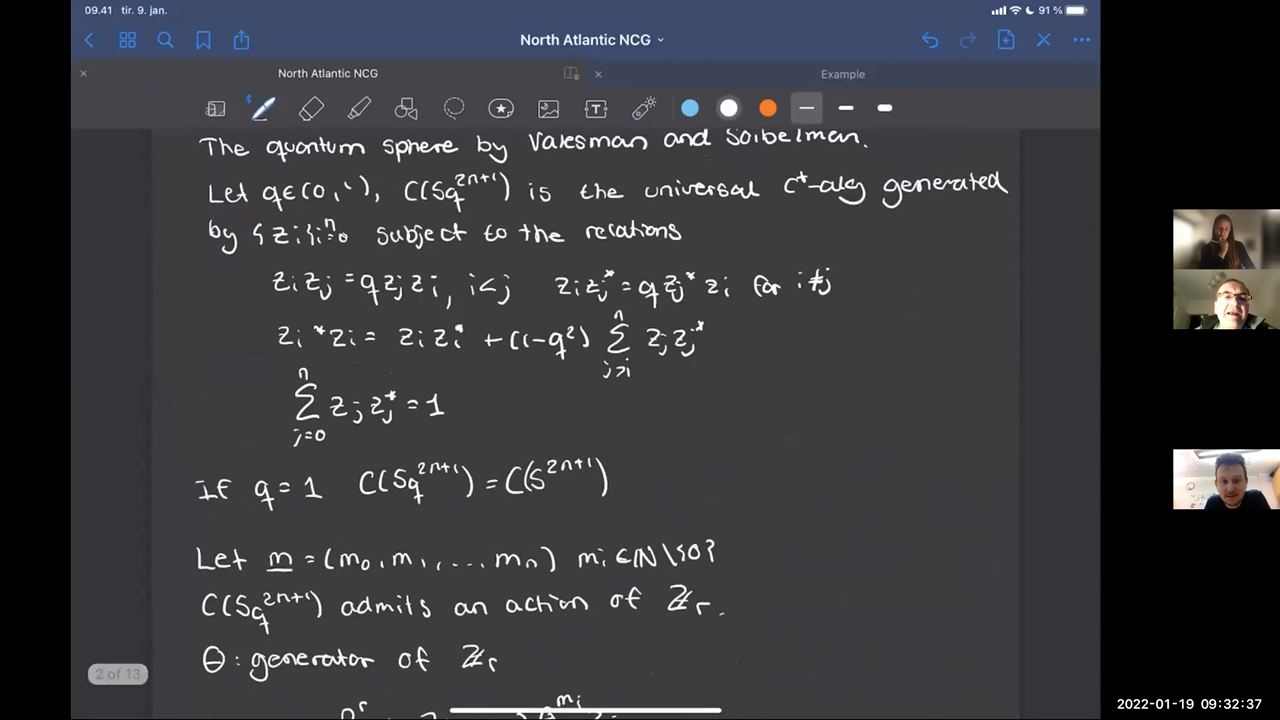 09.41 tir. 9. jan.
91 %
North Atlantic NCG
North Atlantic NCG
Example
The quantum sphere by Vaksman and Soibelman.
Let q∈(0,1), C(S_q^{2n+1}) is the universal C*-alg generated
by {z_i}_{i=0}^n subject to the relations
z_i z_j = q z_j z_i, i<j z_i z_j^* = q z_j^* z_i for i≠j
z_i^* z_i = z_i z_i^* + (1-q²) ∑_{j>i}^n z_j z_j^*
∑_{j=0}^n z_j z_j^* = 1
If q = 1 C(S_q^{2n+1}) = C(S^{2n+1})
Let m = (m_0, m_1, ... m_n) m_i ∈ ℕ\{0}
C(S_q^{2n+1}) admits an action of ℤ_r.
θ: generator of ℤ_r
2 of 13
2022-01-19 09:32:37